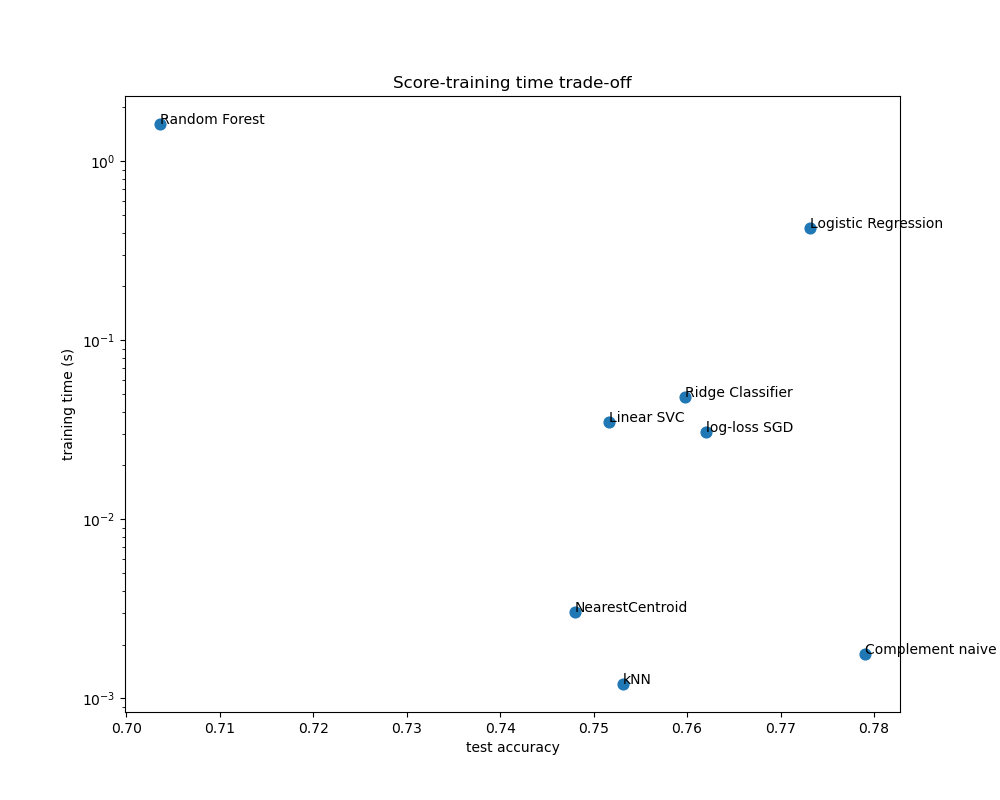 Score-training time trade-off
Random Forest
10⁰
Logistic Regression
10⁻¹
Ridge Classifier
Linear SVC
log-loss SGD
training time (s)
10⁻²
NearestCentroid
Complement naive
kNN
10⁻³
0.70 0.71 0.72 0.73 0.74 0.75 0.76 0.77 0.78
test accuracy